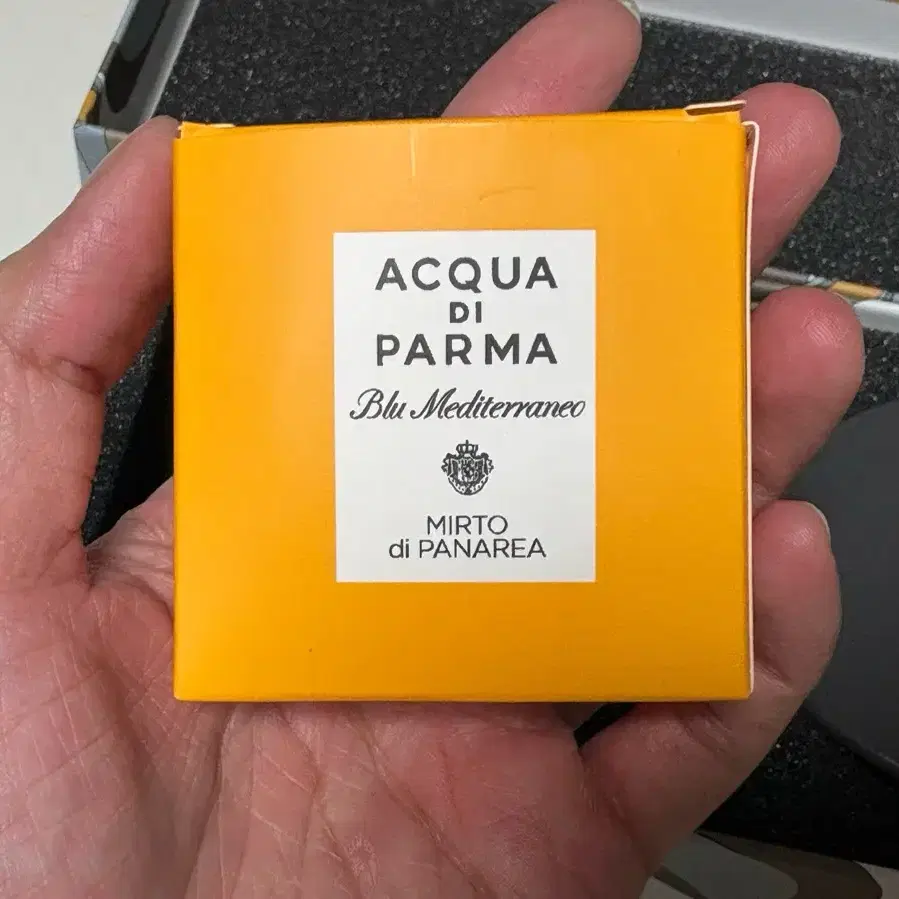 ACQUA
DI
PARMA
Blu Mediterraneo
MIRTO
di PANAREA